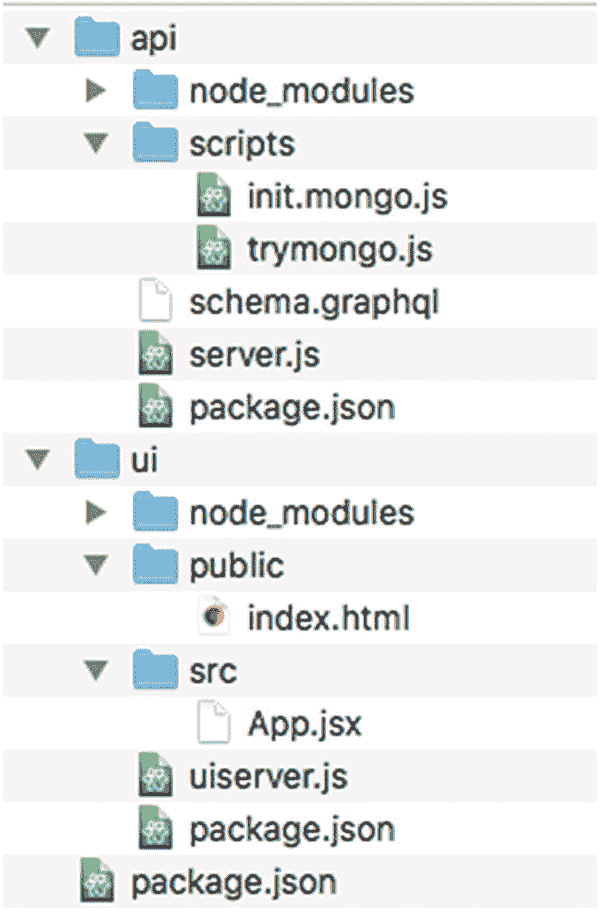 api
node_modules
scripts
init.mongo.js
trymongo.js
schema.graphql
server.js
package.json
ui
node_modules
public
index.html
src
App.jsx
uiserver.js
package.json
package.json